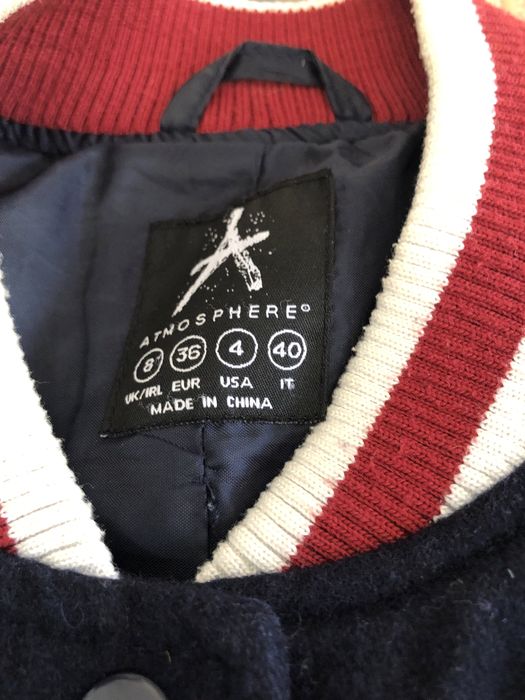 ATMOSPHERE®
8 36 4 40
UK/IRL EUR USA IT
MADE IN CHINA